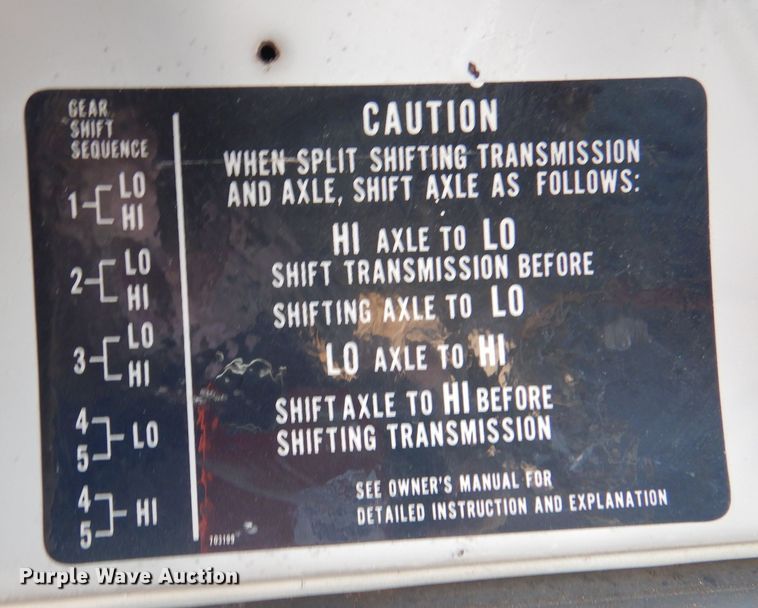 GEAR
SHIFT
SEQUENCE
1 LO
HI
2 LO
HI
3 LO
HI
4
5 LO
4
5 HI
CAUTION
WHEN SPLIT SHIFTING TRANSMISSION
AND AXLE, SHIFT AXLE AS FOLLOWS:
HI AXLE TO LO
SHIFT TRANSMISSION BEFORE
SHIFTING AXLE TO LO
LO AXLE TO HI
SHIFT AXLE TO HI BEFORE
SHIFTING TRANSMISSION
SEE OWNER'S MANUAL FOR
DETAILED INSTRUCTION AND EXPLANATION
703199
Purple Wave Auction